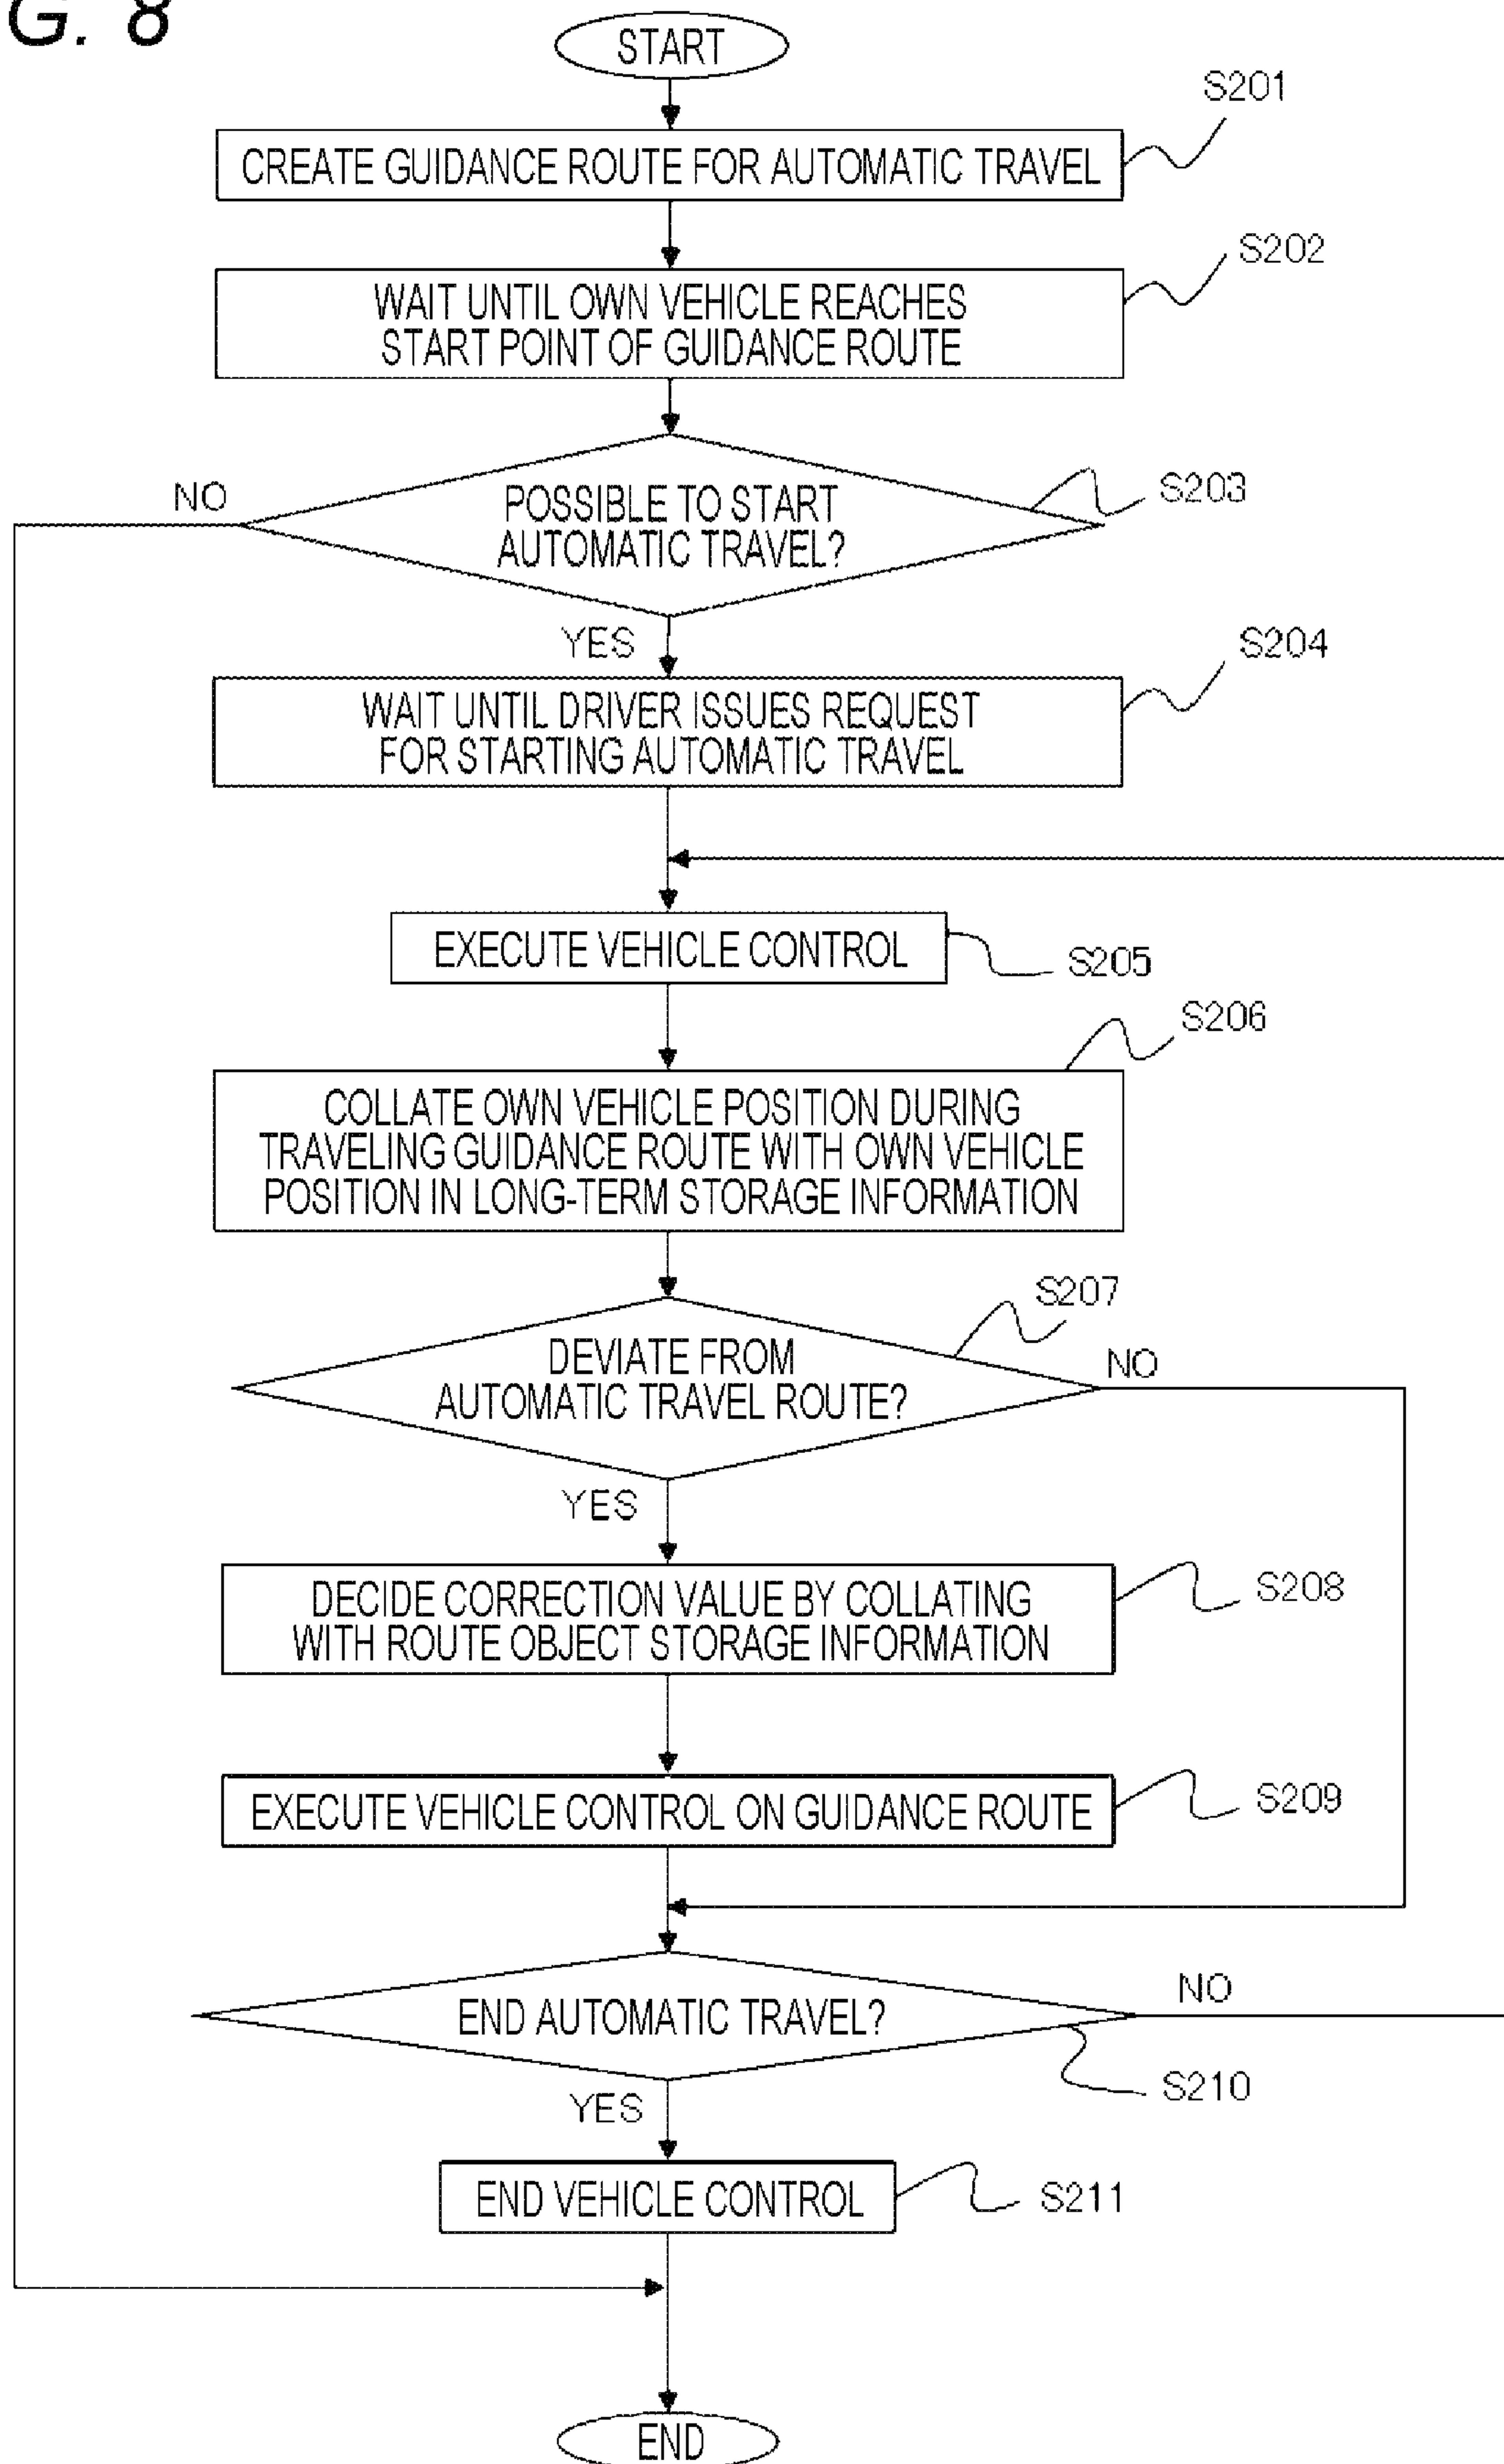 G. 8
START
S201
CREATE GUIDANCE ROUTE FOR AUTOMATIC TRAVEL
S202
WAIT UNTIL OWN VEHICLE REACHES
START POINT OF GUIDANCE ROUTE
NO
S203
POSSIBLE TO START
AUTOMATIC TRAVEL?
YES
S204
WAIT UNTIL DRIVER ISSUES REQUEST
FOR STARTING AUTOMATIC TRAVEL
EXECUTE VEHICLE CONTROL
S205
S206
COLLATE OWN VEHICLE POSITION DURING
TRAVELING GUIDANCE ROUTE WITH OWN VEHICLE
POSITION IN LONG-TERM STORAGE INFORMATION
S207
DEVIATE FROM
AUTOMATIC TRAVEL ROUTE?
NO
YES
S208
DECIDE CORRECTION VALUE BY COLLATING
WITH ROUTE OBJECT STORAGE INFORMATION
S209
EXECUTE VEHICLE CONTROL ON GUIDANCE ROUTE
NO
END AUTOMATIC TRAVEL?
S210
YES
END VEHICLE CONTROL
S211
END